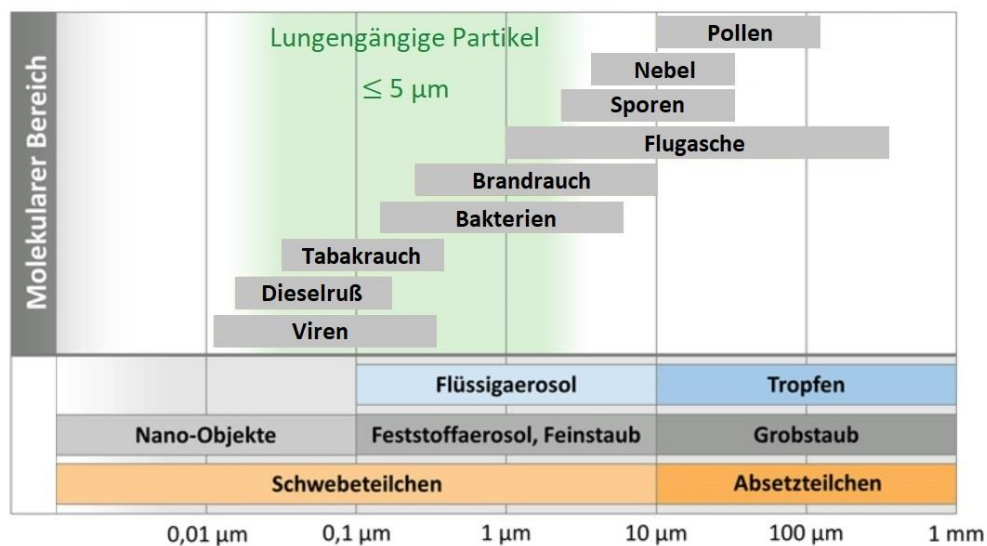 Molekularer Bereich
Lungengängige Partikel
≤ 5 µm
Pollen
Nebel
Sporen
Flugasche
Brandrauch
Bakterien
Tabakrauch
Dieselruß
Viren
Flüssigaerosol
Tropfen
Nano-Objekte
Feststoffaerosol, Feinstaub
Grobstaub
Schwebeteilchen
Absetzteilchen
0,01 µm
0,1 µm
1 µm
10 µm
100 µm
1 mm